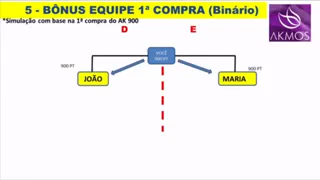 5 - BÔNUS EQUIPE 1ª COMPRA (Binário)
*Simulação com base na 1ª compra do AK 900
AKMOS
D E
você
900 PT
900 PT
JOÃO
MARIA